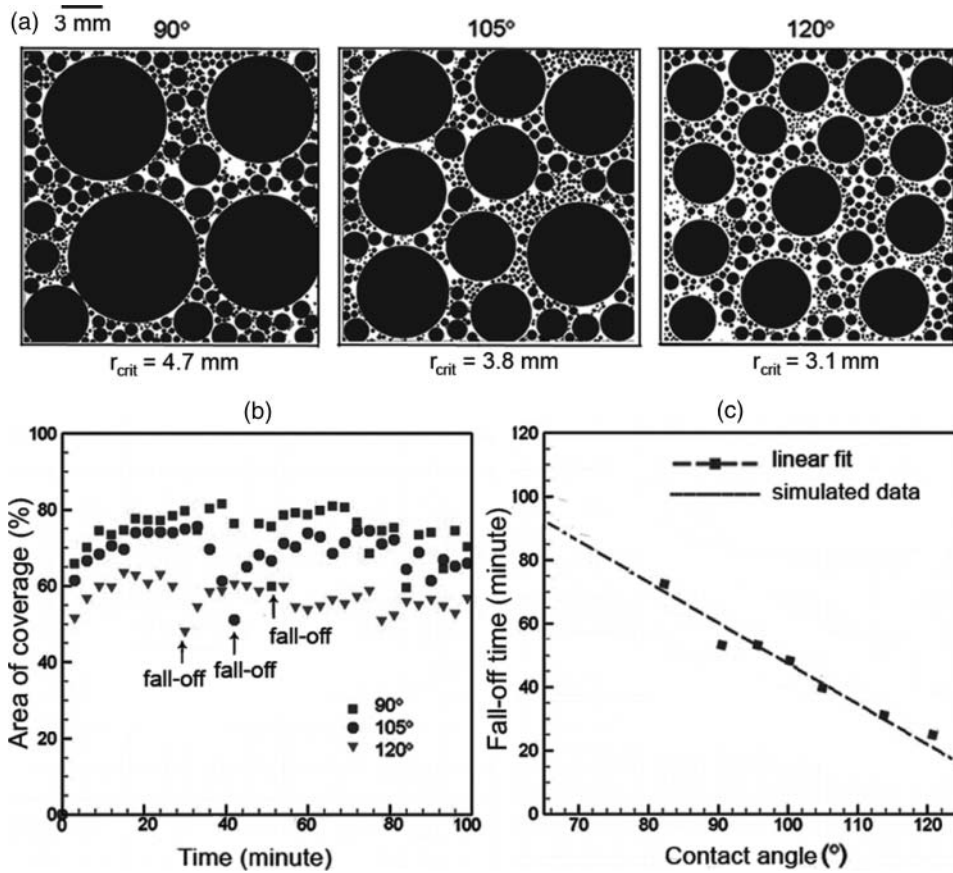 (a) 3 mm
90° 105° 120°
r_crit = 4.7 mm r_crit = 3.8 mm r_crit = 3.1 mm
(b) (c)
Area of coverage (%)
100
80
60
40
20
0
0 20 40 60 80 100
Time (minute)
fall-off fall-off fall-off
90°
105°
120°
Fall-off time (minute)
120
100
80
60
40
20
0
70 80 90 100 110 120
Contact angle (°)
linear fit
simulated data